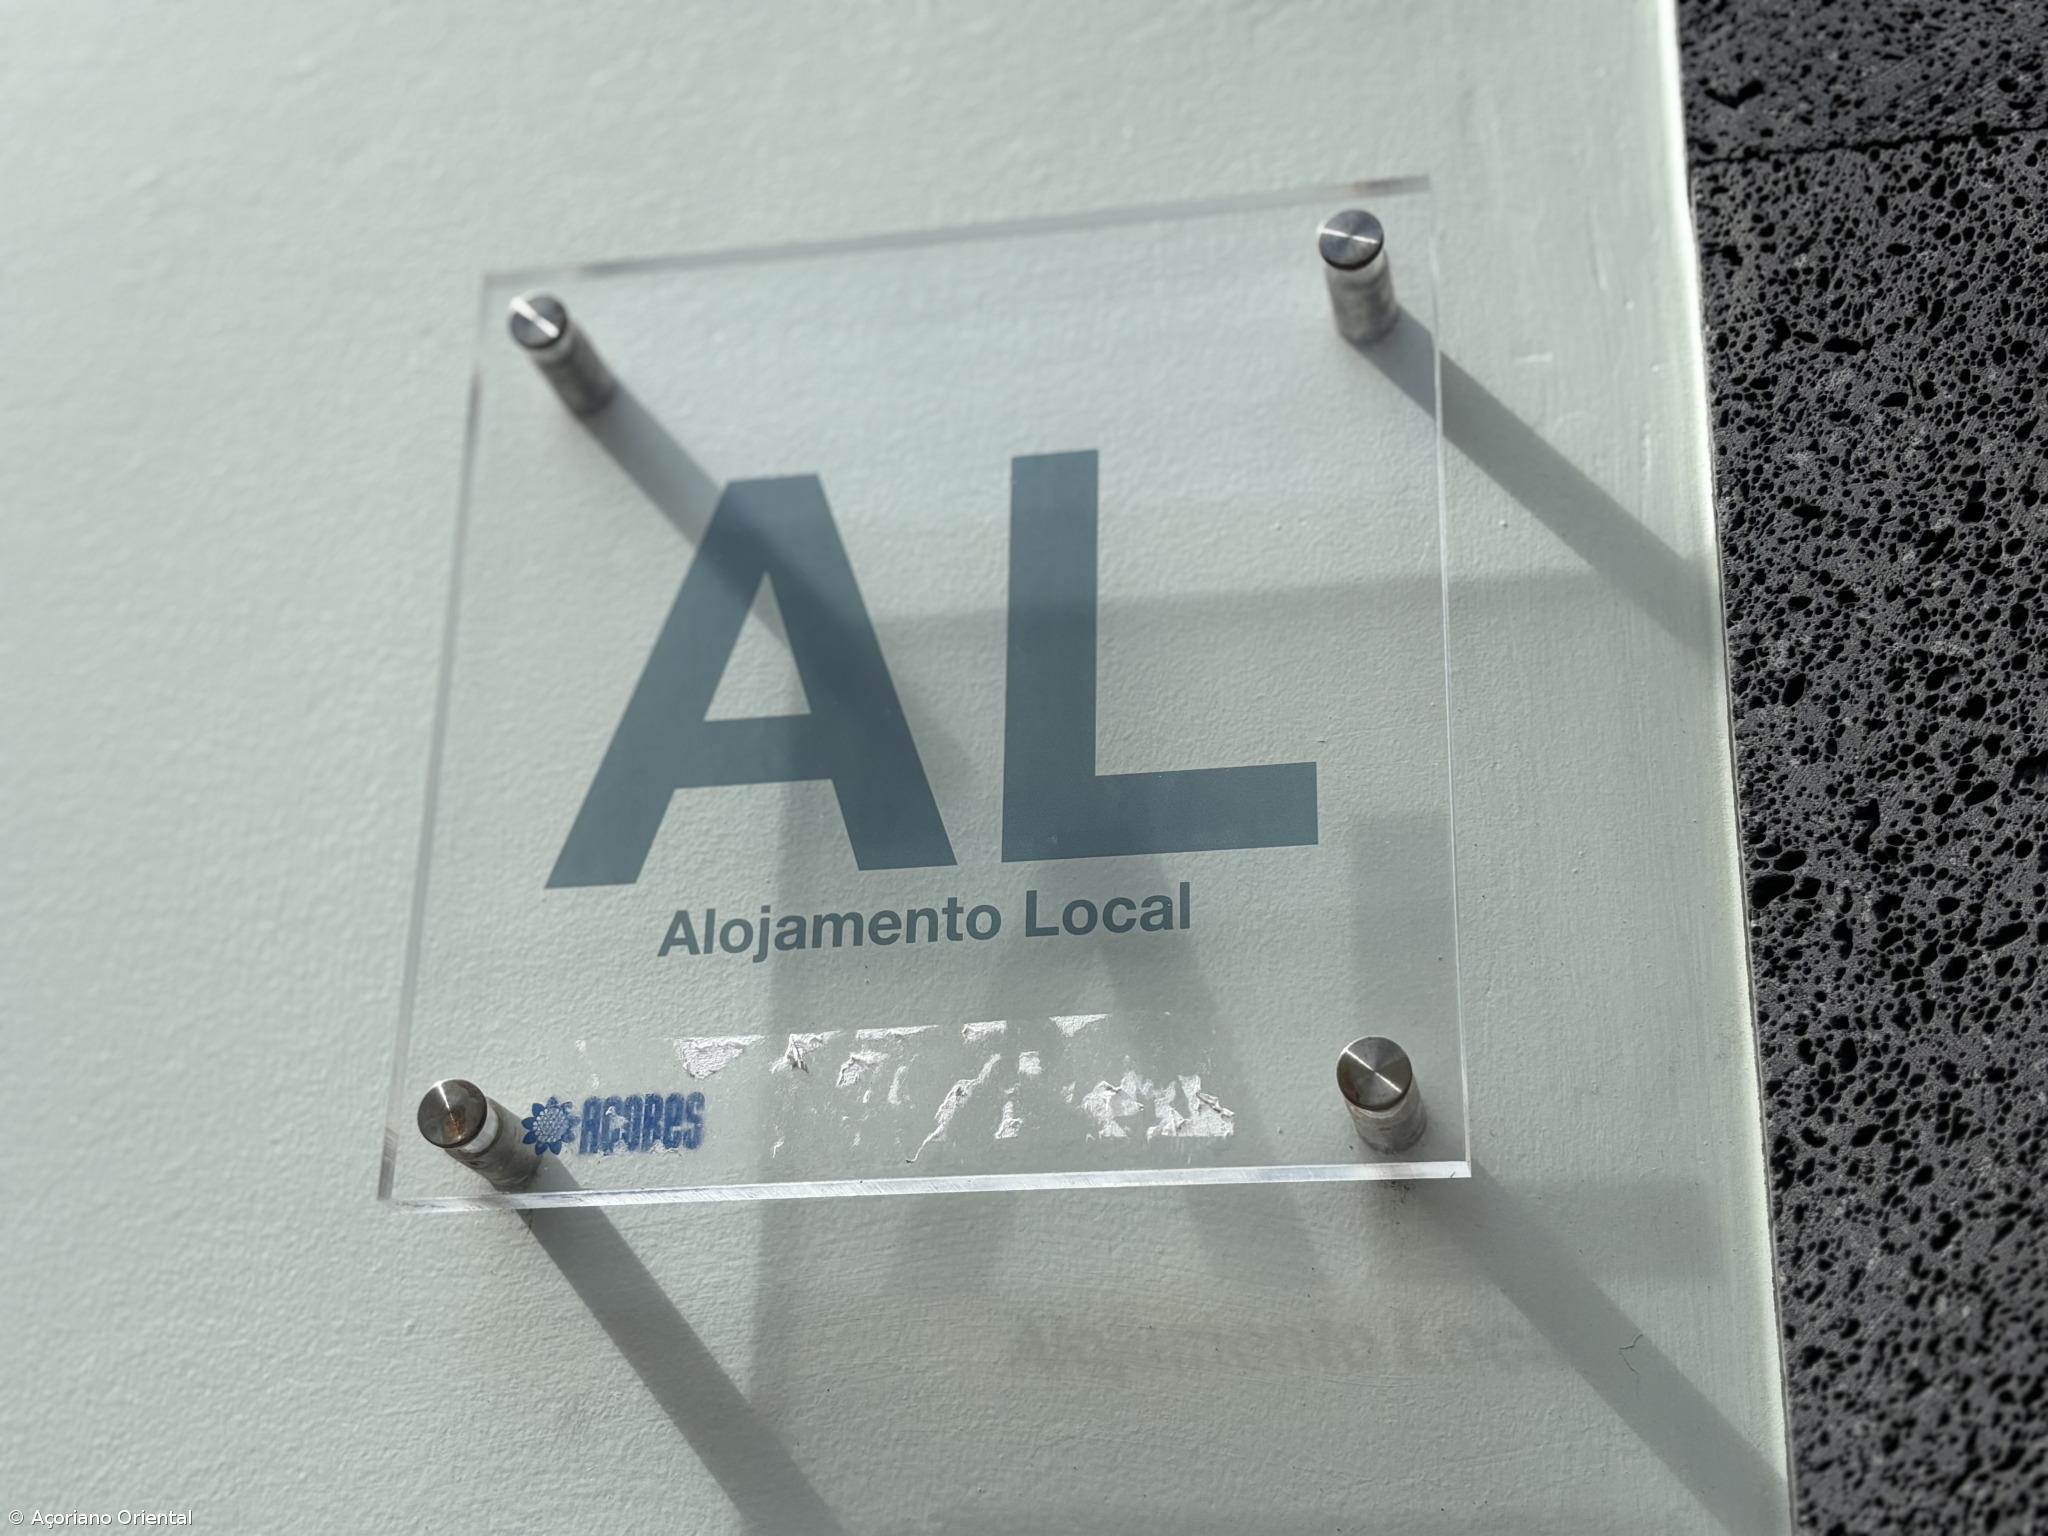 AL
Alojamento Local
AÇORES
© Açoriano Oriental